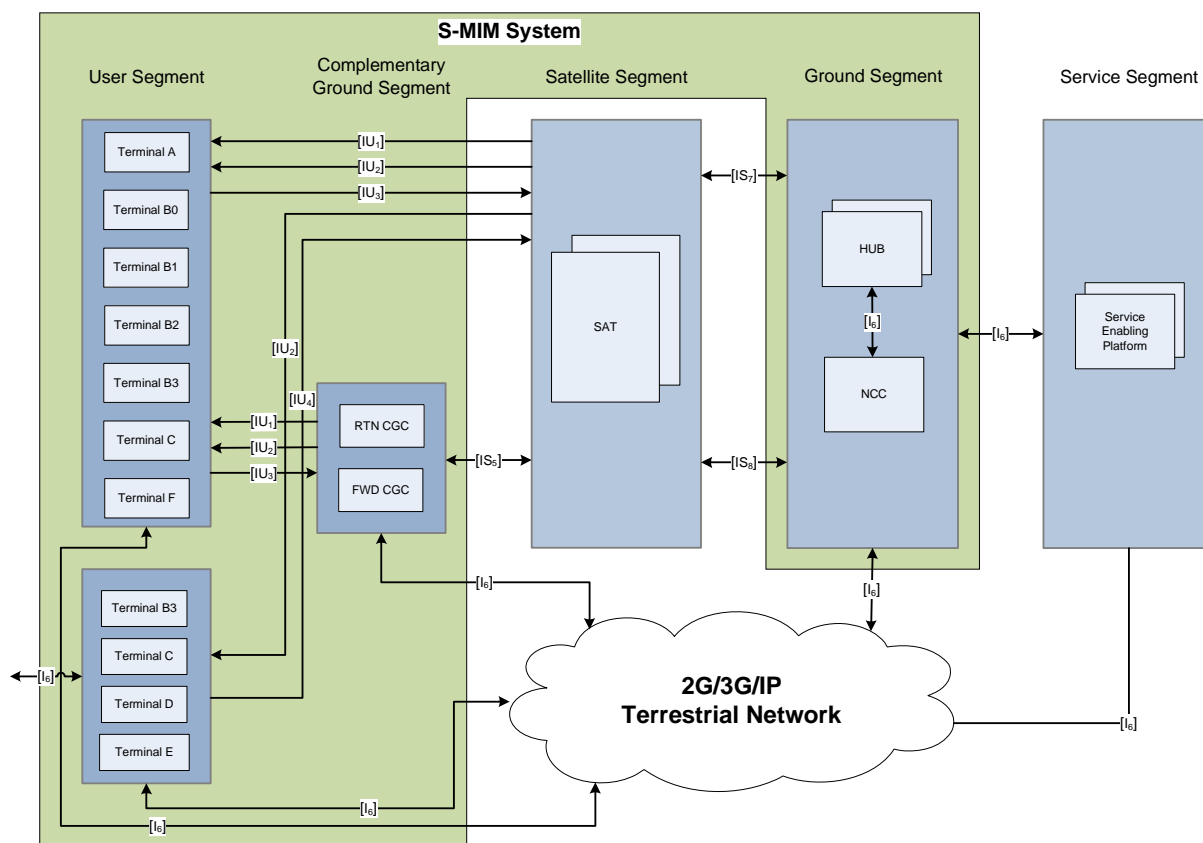 S-MIM System
User Segment
Complementary
Ground Segment
Satellite Segment
Ground Segment
Service Segment
Terminal A
Terminal B0
Terminal B1
Terminal B2
Terminal B3
Terminal C
Terminal F
[IU₁]
[IU₂]
[IU₃]
[IU₂]
[IU₄]
[IU₁]
[IU₂]
[IU₃]
RTN CGC
FWD CGC
[IS₅]
SAT
[IS₇]
[IS₈]
HUB
[I₆]
NCC
[I₆]
Service
Enabling
Platform
[I₆]
[I₆]
Terminal B3
Terminal C
Terminal D
Terminal E
[I₆]
2G/3G/IP
Terrestrial Network
[I₆]
[I₆]
[I₆]